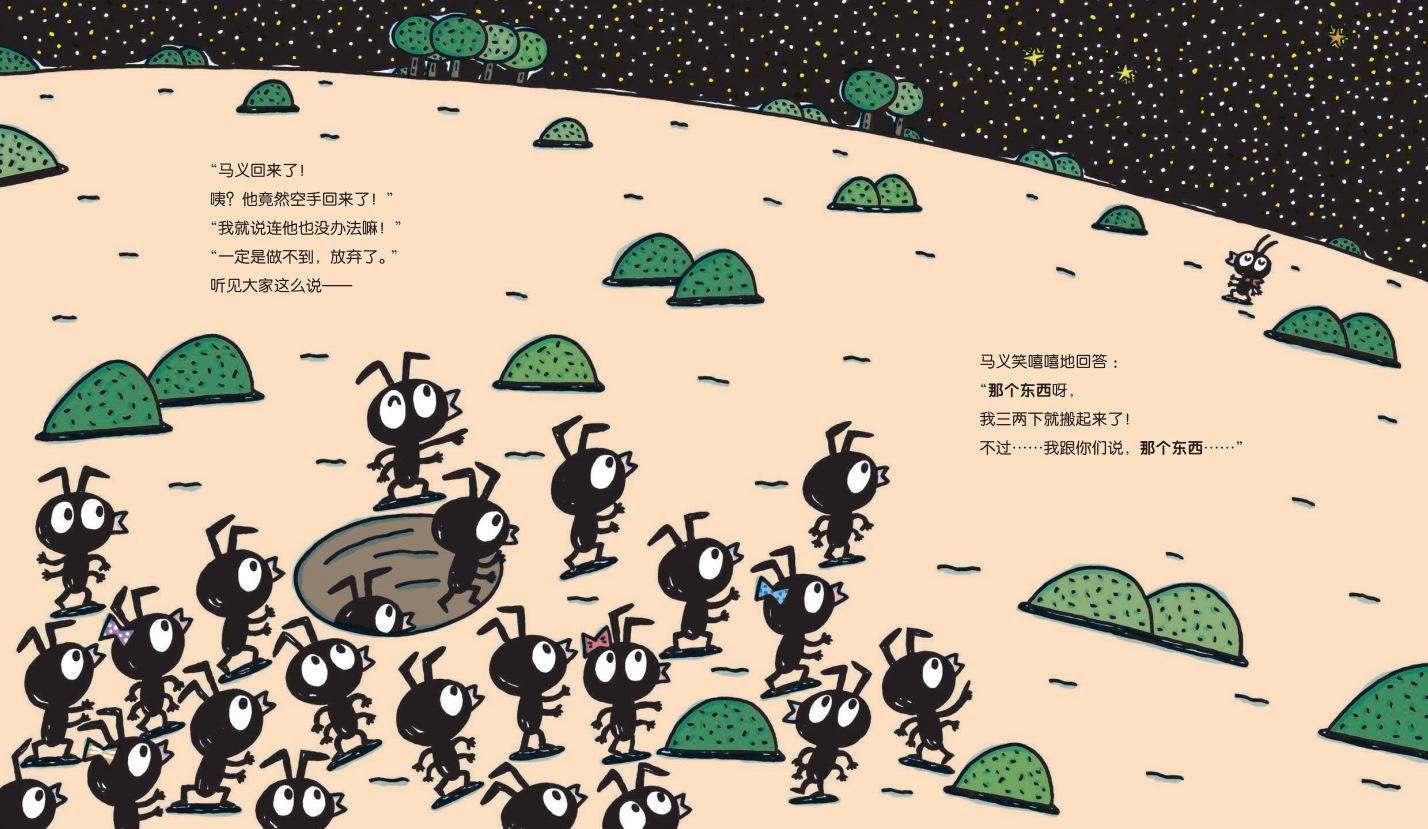 “马义回来了！
咦？他竟然空手回来了！”
“我就说连他也没办法嘛！”
“一定是做不到，放弃了。”
听见大家这么说——
马义笑嘻嘻地回答：
“那个东西呀，
我三两下就搬起来了！
不过……我跟你们说，那个东西……”